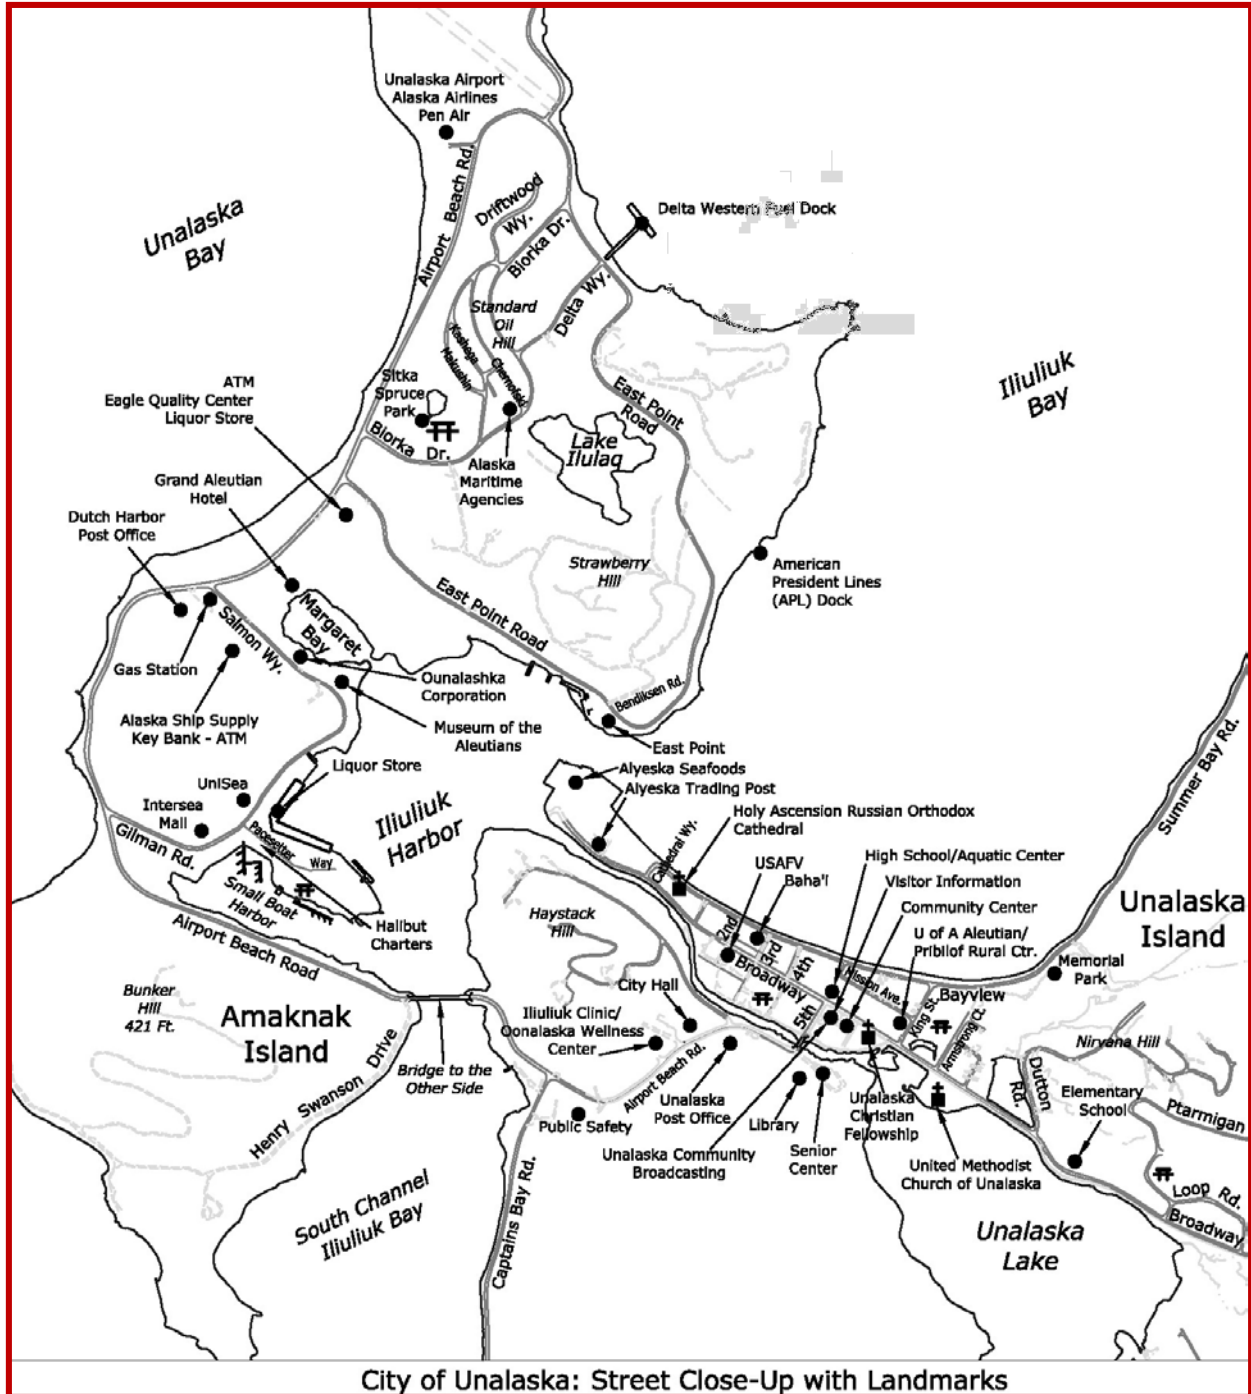 Unalaska Airport
Alaska Airlines
Pen Air
Airport Beach Rd.
Driftwood
Wy.
Biorka Dr.
Delta Western Fuel Dock
Unalaska
Bay
Delta Wy.
Standard
Oil
Hill
Kashega
Makushin
Chernofski
Iliuliuk
Bay
ATM
Eagle Quality Center
Liquor Store
Sitka
Spruce
Park
East Point
Road
Biorka Dr.
Lake
Ilulaq
Alaska
Maritime
Agencies
Grand Aleutian
Hotel
Dutch Harbor
Post Office
Strawberry
Hill
American
President Lines
(APL) Dock
East Point Road
Margaret
Bay
Salmon Wy.
Gas Station
Ounalashka
Corporation
Bendiksen Rd.
Alaska Ship Supply
Key Bank - ATM
Museum of the
Aleutians
East Point
Liquor Store
Alyeska Seafoods
Alyeska Trading Post
UniSea
Intersea
Mall
Iliuliuk
Harbor
Holy Ascension Russian Orthodox
Cathedral
Summer Bay Rd.
Gilman Rd.
Pacesetter
Way
Cathedral Wy.
USAFV
Baha'i
High School/Aquatic Center
Visitor Information
Community Center
U of A Aleutian/
Pribilof Rural Ctr.
Small Boat
Harbor
Halibut
Charters
Haystack
Hill
2nd
3rd
4th
5th
Broadway
Mission Ave.
Unalaska
Island
Memorial
Park
Airport Beach Road
Bunker
Hill
421 Ft.
Amaknak
Island
City Hall
Iliuliuk Clinic/
Oonalaska Wellness
Center
King St.
Bayview
Armstrong Ct.
Nirvana Hill
Bridge to the
Other Side
Henry Swanson Drive
Airport Beach Rd.
Unalaska
Post Office
Public Safety
Library
Senior
Center
Unalaska Community
Broadcasting
Unalaska
Christian
Fellowship
United Methodist
Church of Unalaska
Dutton
Rd.
Elementary
School
Ptarmigan
Loop Rd.
Broadway
South Channel
Iliuliuk Bay
Captains Bay Rd.
Unalaska
Lake
City of Unalaska: Street Close-Up with Landmarks